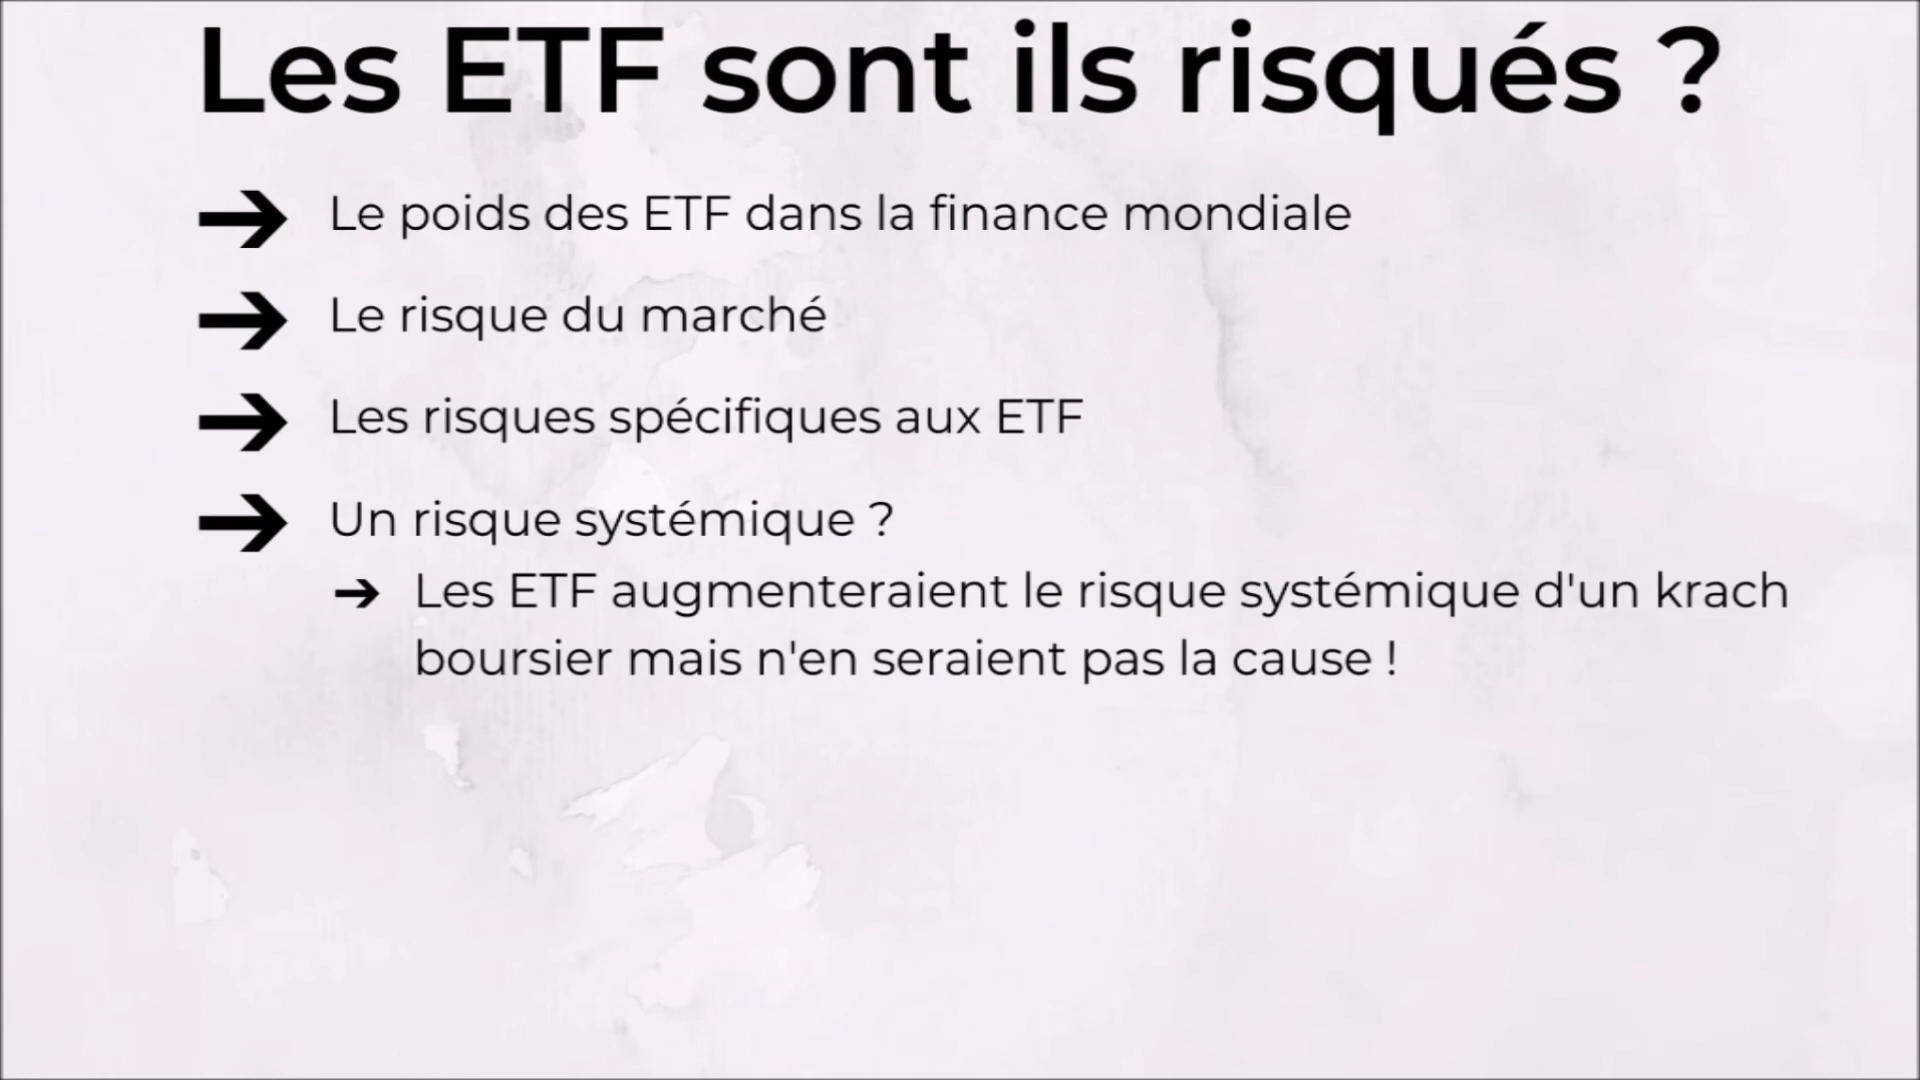 Les ETF sont ils risqués ?
➔ Le poids des ETF dans la finance mondiale
➔ Le risque du marché
➔ Les risques spécifiques aux ETF
➔ Un risque systémique ?
➔ Les ETF augmenteraient le risque systémique d'un krach
boursier mais n'en seraient pas la cause !